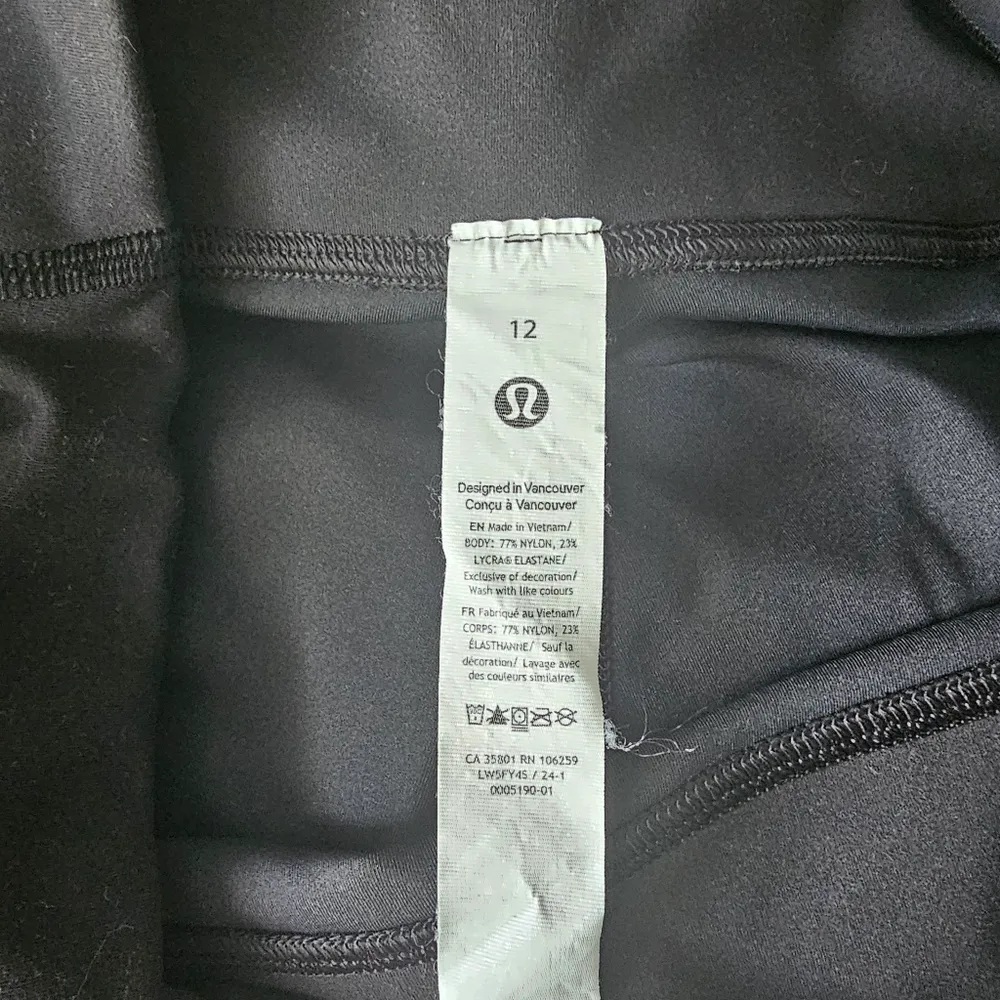 12
Designed in Vancouver
Conçu à Vancouver
EN Made in Vietnam/
BODY: 77% NYLON, 23%
LYCRA® ELASTANE/
Exclusive of decoration/
Wash with like colours
FR Fabriqué au Vietnam/
CORPS: 77% NYLON, 23%
ÉLASTHANNE/ Sauf la
décoration/ Lavage avec
des couleurs similaires
CA 35801 RN 106259
LW5FY4S / 24-1
0005190-01